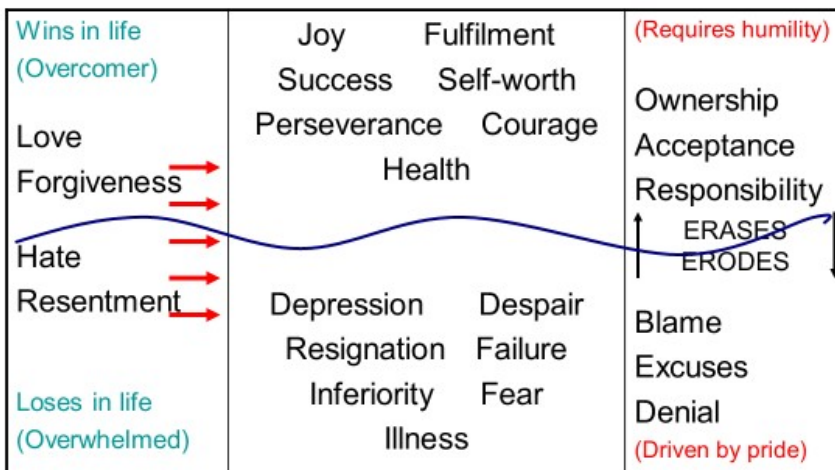 Wins in life
(Overcomer)
Love
Forgiveness
Hate
Resentment
Loses in life
(Overwhelmed)
Joy Fulfilment
Success Self-worth
Perseverance Courage
Health
Depression Despair
Resignation Failure
Inferiority Fear
Illness
(Requires humility)
Ownership
Acceptance
Responsibility
ERASES
ERODES
Blame
Excuses
Denial
(Driven by pride)